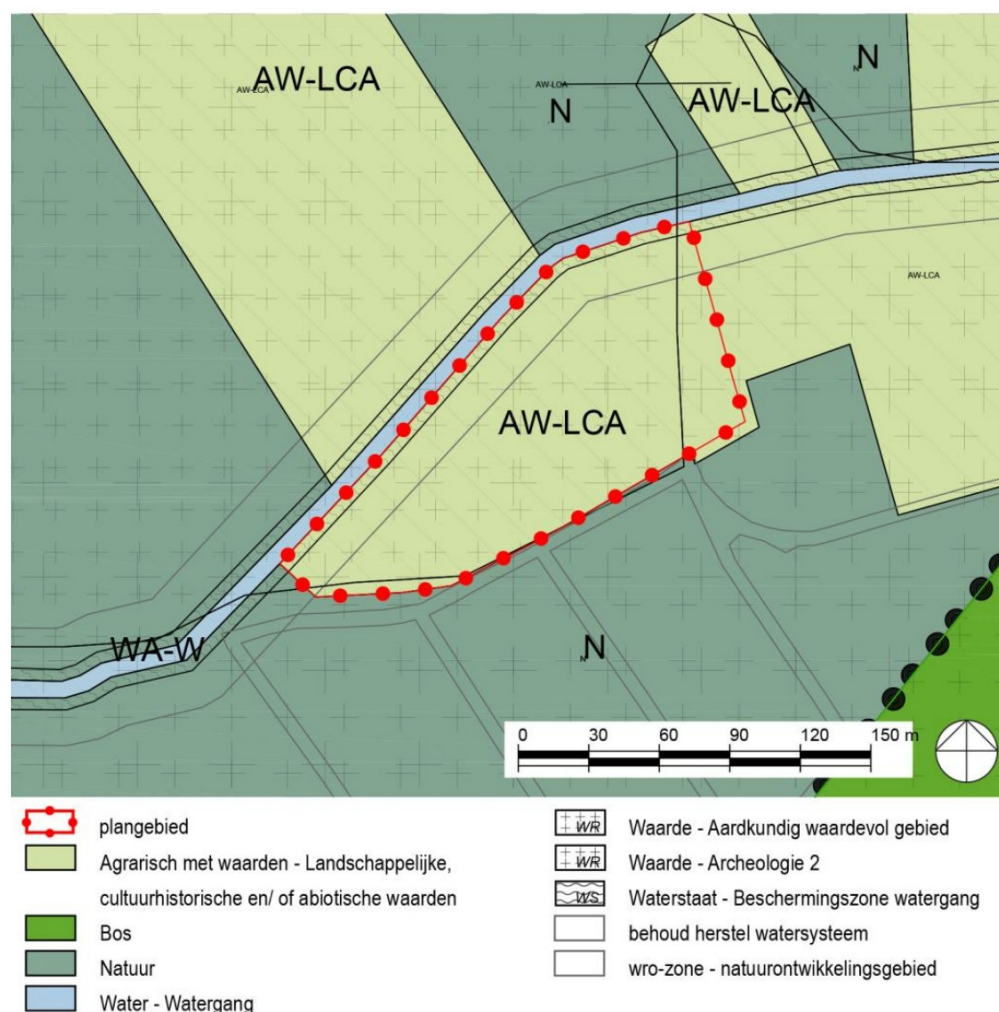 AW-LCA
AW-LCA
AW-LCA
N
N
N
AW-LCA
AW-LCA
AW-LCA
WA-W
N
N
0 30 60 90 120 150 m
plangebied
Agrarisch met waarden - Landschappelijke,
cultuurhistorische en/ of abiotische waarden
Bos
Natuur
Water - Watergang
WR Waarde - Aardkundig waardevol gebied
WR Waarde - Archeologie 2
WS Waterstaat - Beschermingszone watergang
behoud herstel watersysteem
wro-zone - natuurontwikkelingsgebied